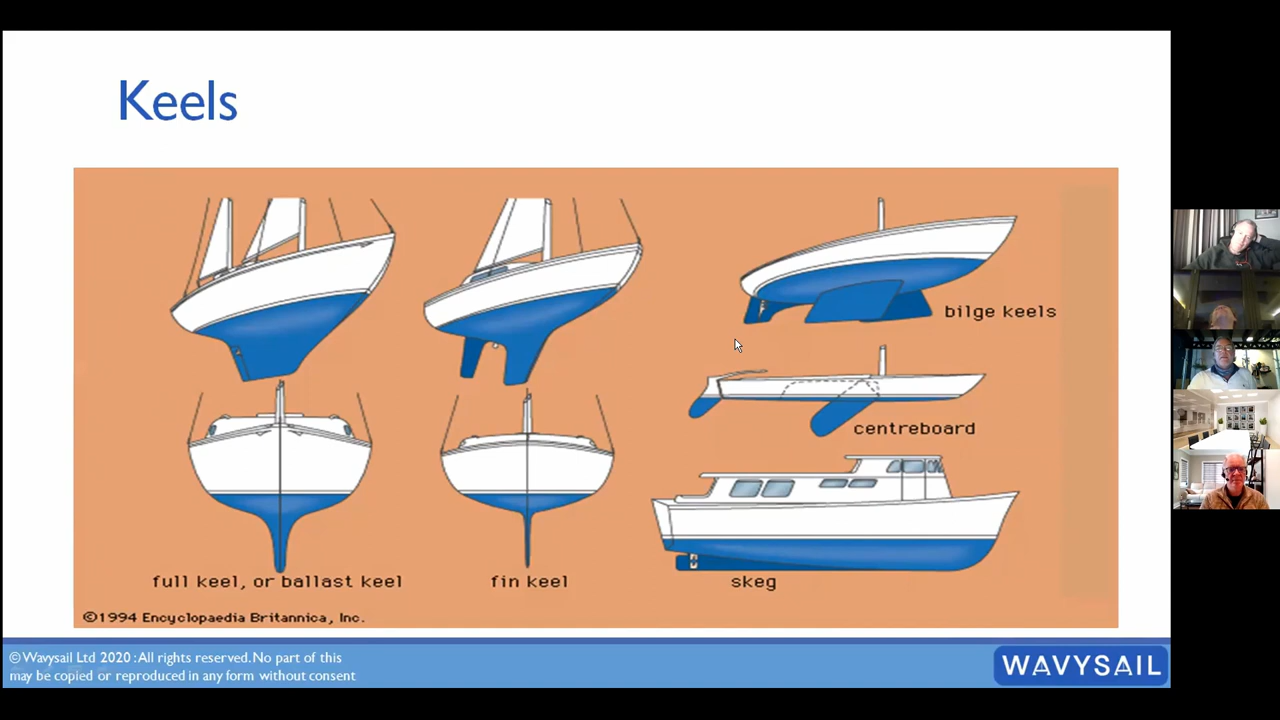 Keels
bilge keels
centreboard
full keel, or ballast keel
fin keel
skeg
©1994 Encyclopaedia Britannica, Inc.
© Wavysail Ltd 2020 : All rights reserved. No part of this
may be copied or reproduced in any form without consent
WAVYSAIL